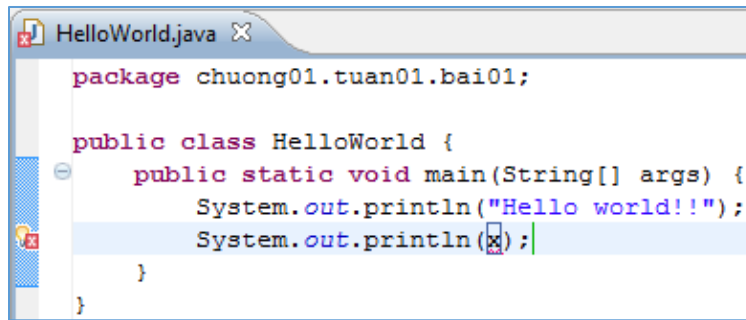 HelloWorld.java
package chuong01.tuan01.bai01;
public class HelloWorld {
public static void main(String[] args) {
System.out.println("Hello world!!");
System.out.println(x);
}
}